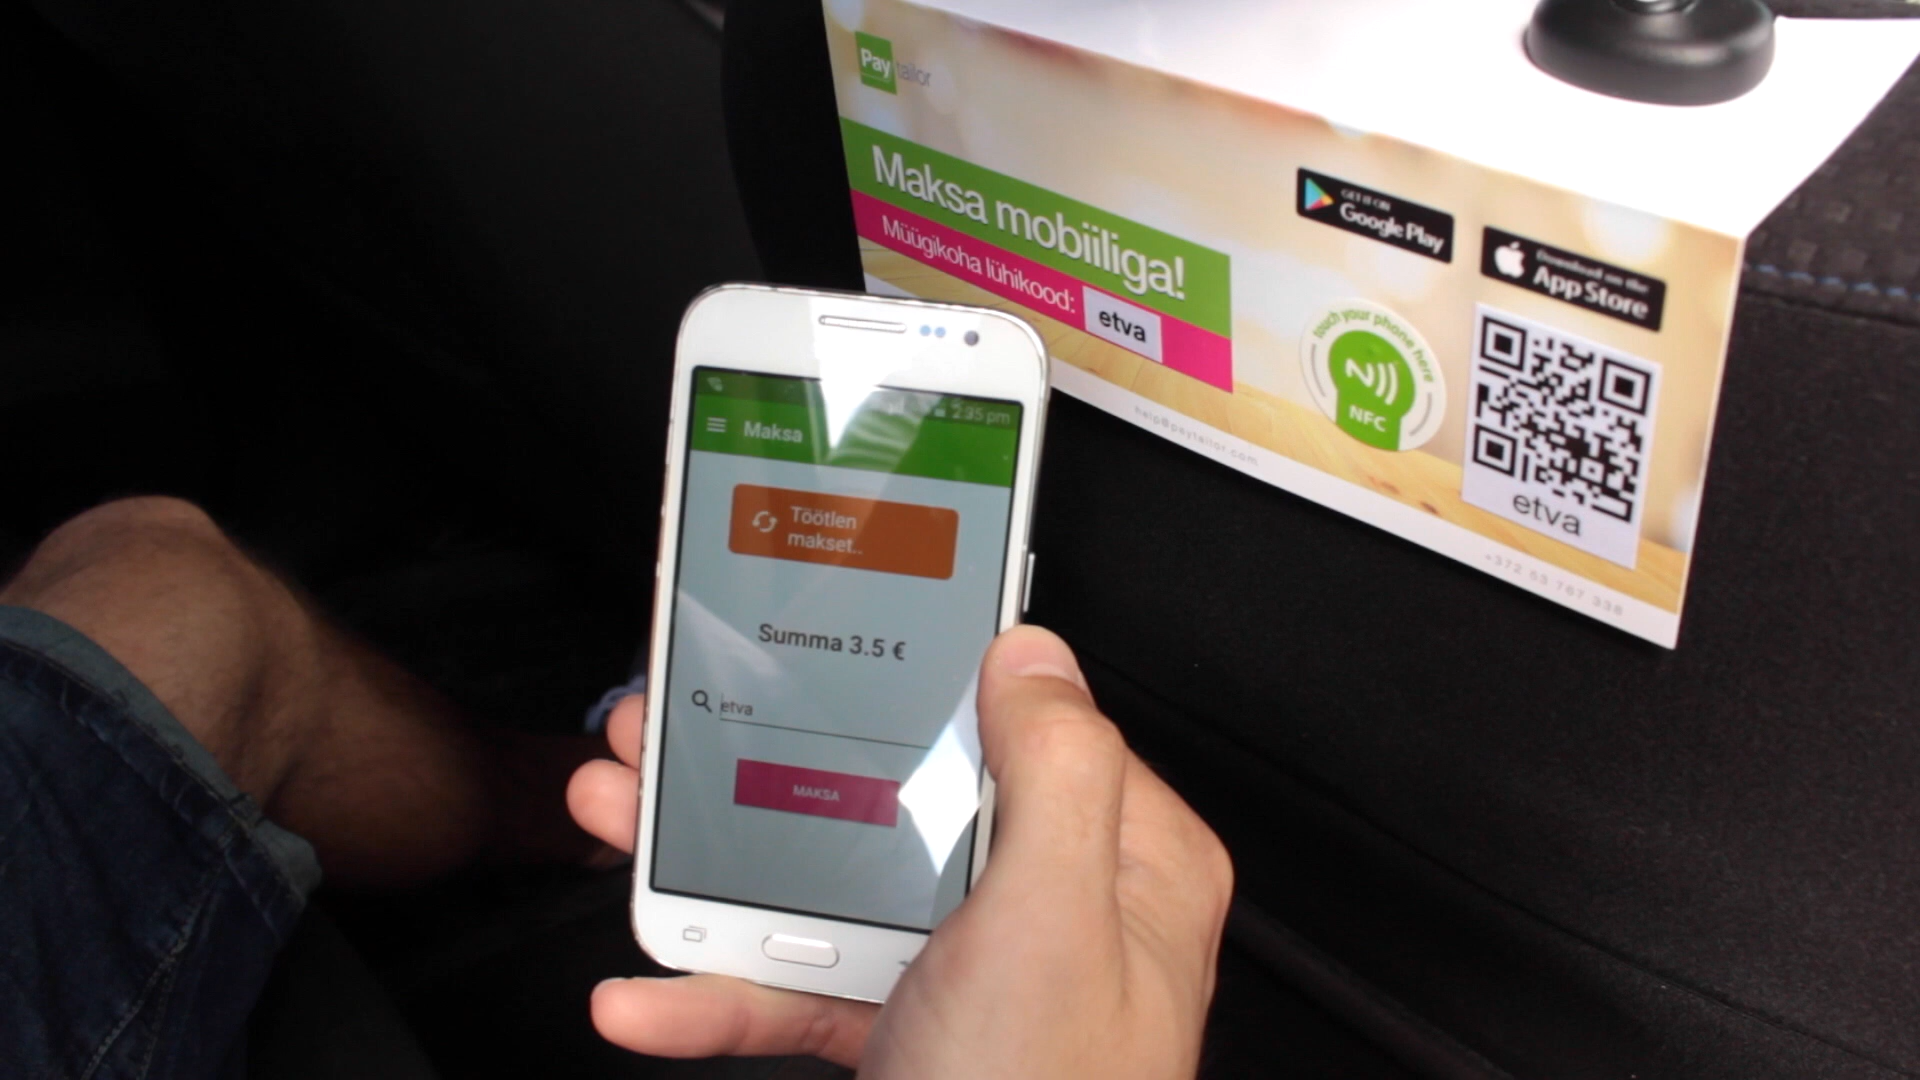 Pay tailor
Maksa mobiiliga!
Müügikoha lühikood: etva
GET IT ON
Google Play
Download on the
App Store
touch your phone here
NFC
etva
help@paytailor.com
+372 53 767 336
2:35 pm
Maksa
Töötlen
makset..
Summa 3.5 €
etva
MAKSA